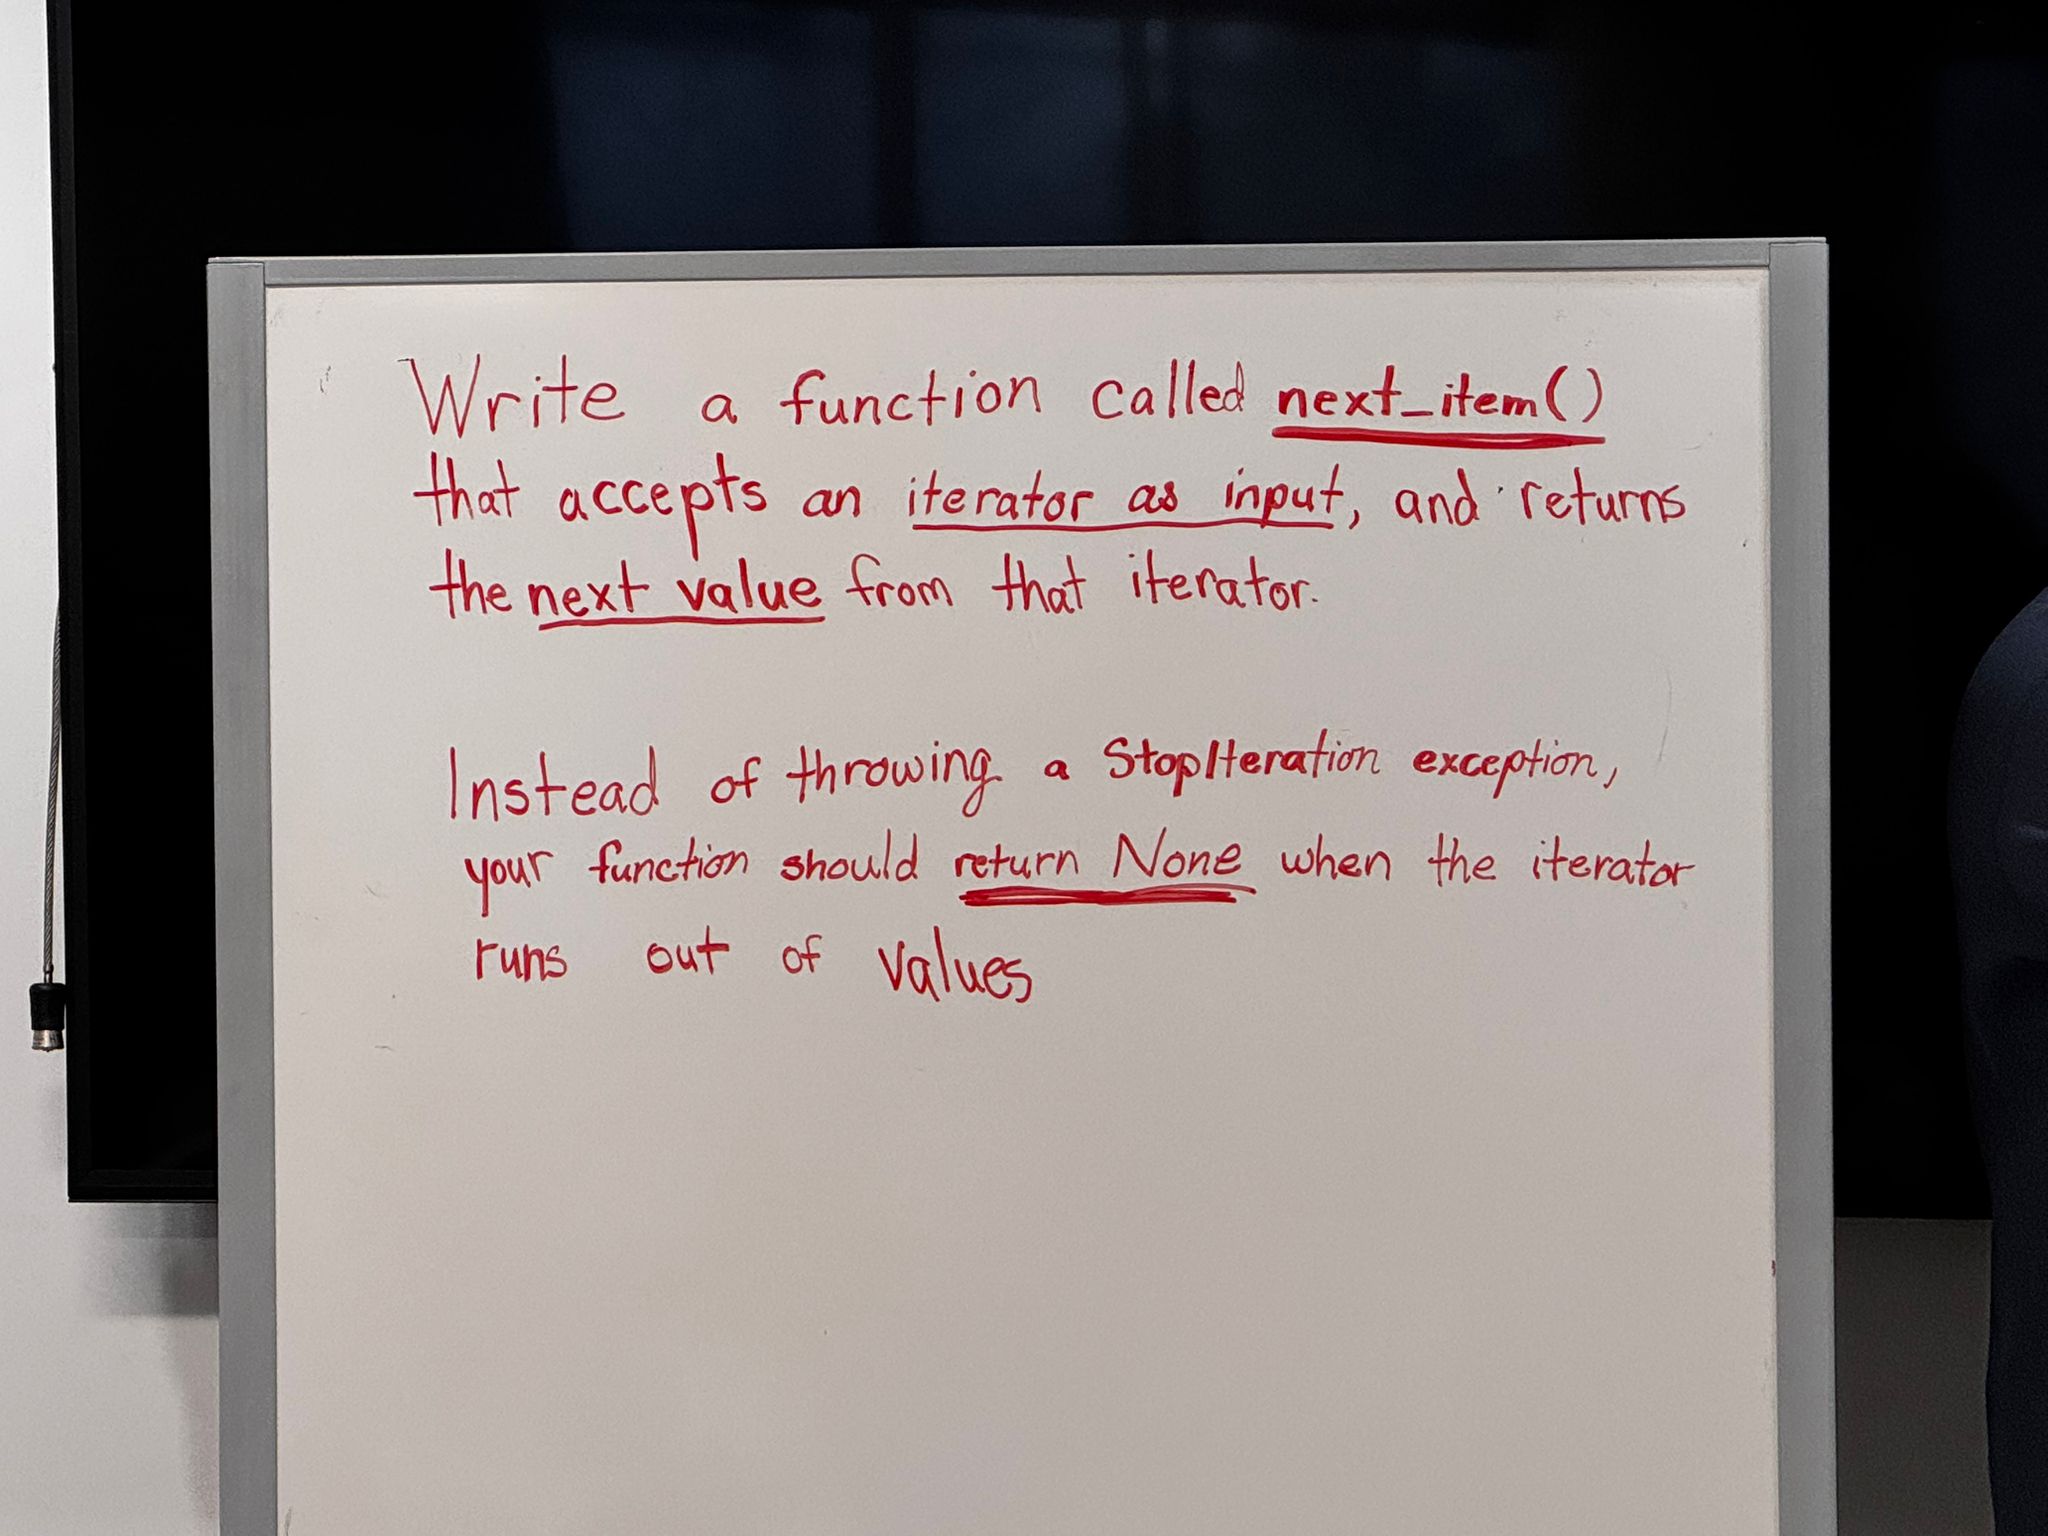 Write a function called next_item()
that accepts an iterator as input, and returns
the next value from that iterator.
Instead of throwing a StopIteration exception,
your function should return None when the iterator
runs out of values